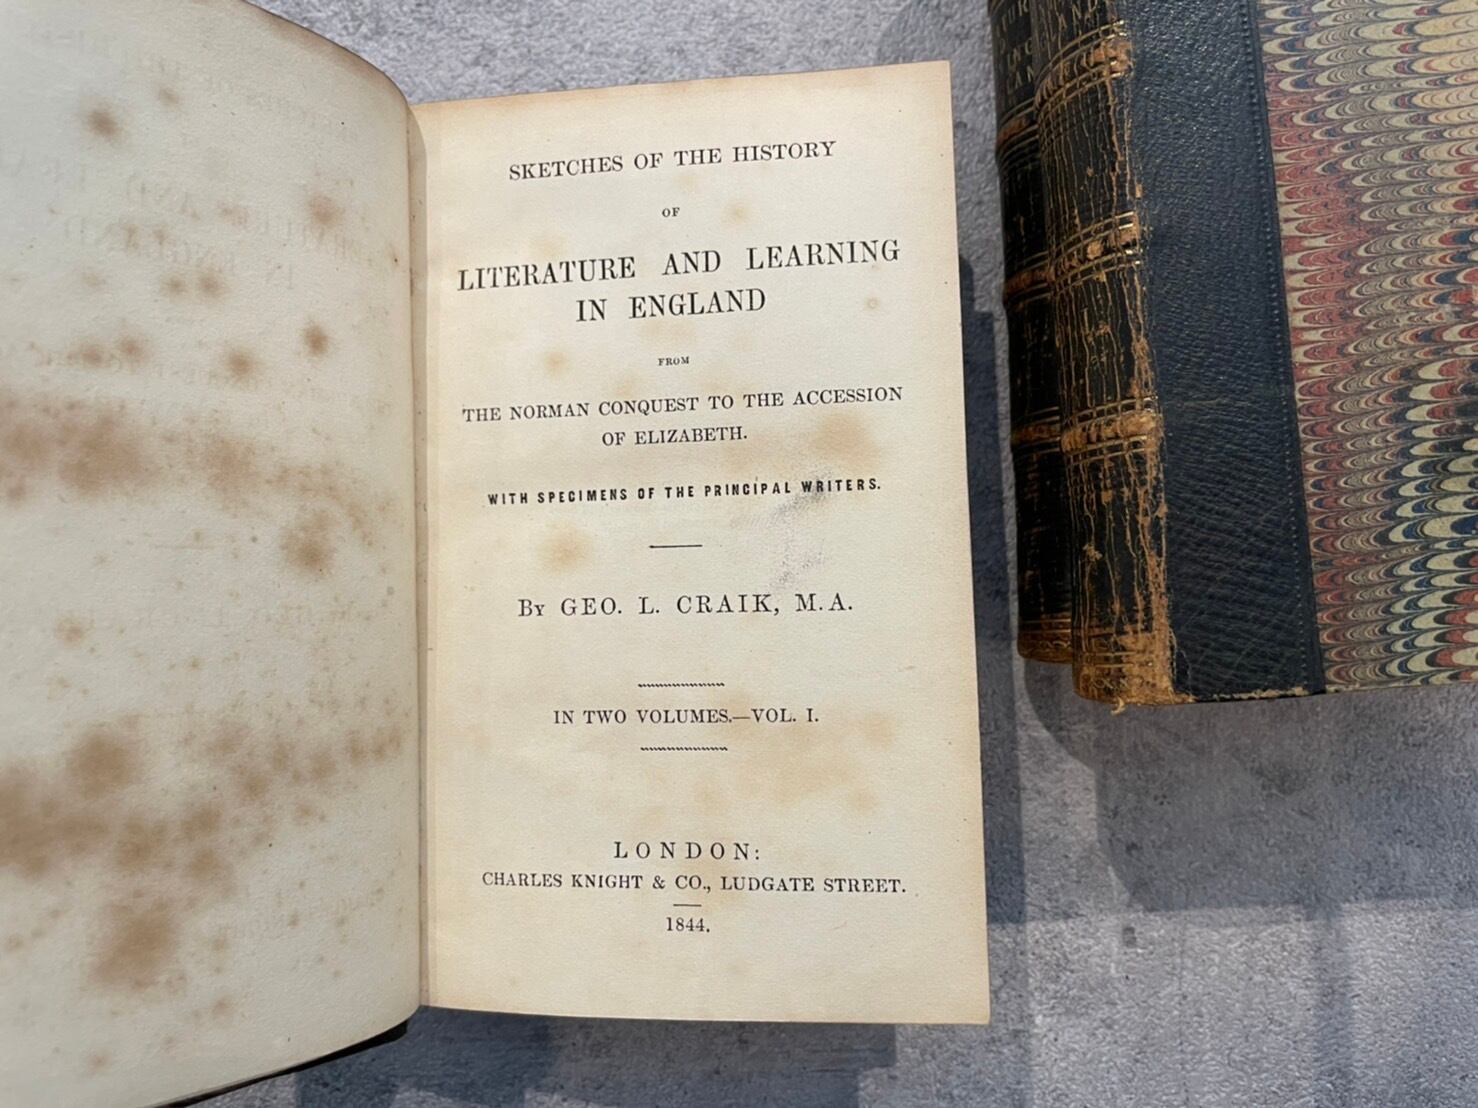 SKETCHES OF THE HISTORY
OF
LITERATURE AND LEARNING
IN ENGLAND
FROM
THE NORMAN CONQUEST TO THE ACCESSION
OF ELIZABETH.
WITH SPECIMENS OF THE PRINCIPAL WRITERS.
BY GEO. L. CRAIK, M.A.
IN TWO VOLUMES.—VOL. I.
LONDON:
CHARLES KNIGHT & CO., LUDGATE STREET.
1844.